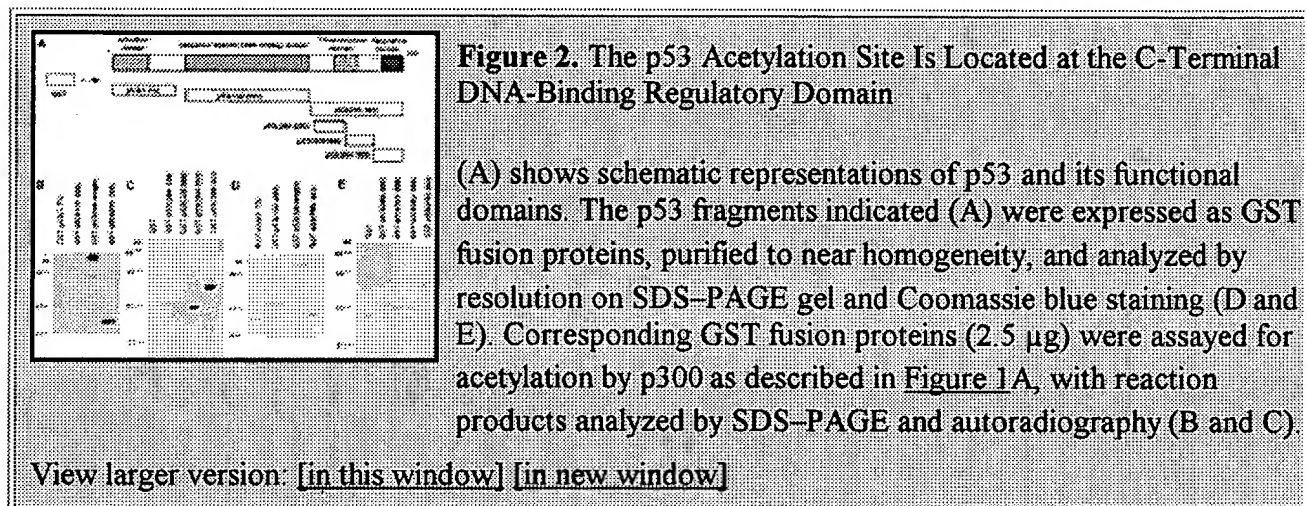 A
B C D E
Figure 2. The p53 Acetylation Site Is Located at the C-Terminal
DNA-Binding Regulatory Domain
(A) shows schematic representations of p53 and its functional
domains. The p53 fragments indicated (A) were expressed as GST
fusion proteins, purified to near homogeneity, and analyzed by
resolution on SDS–PAGE gel and Coomassie blue staining (D and
E). Corresponding GST fusion proteins (2.5 µg) were assayed for
acetylation by p300 as described in Figure 1A, with reaction
products analyzed by SDS–PAGE and autoradiography (B and C).
View larger version: [in this window] [in new window]